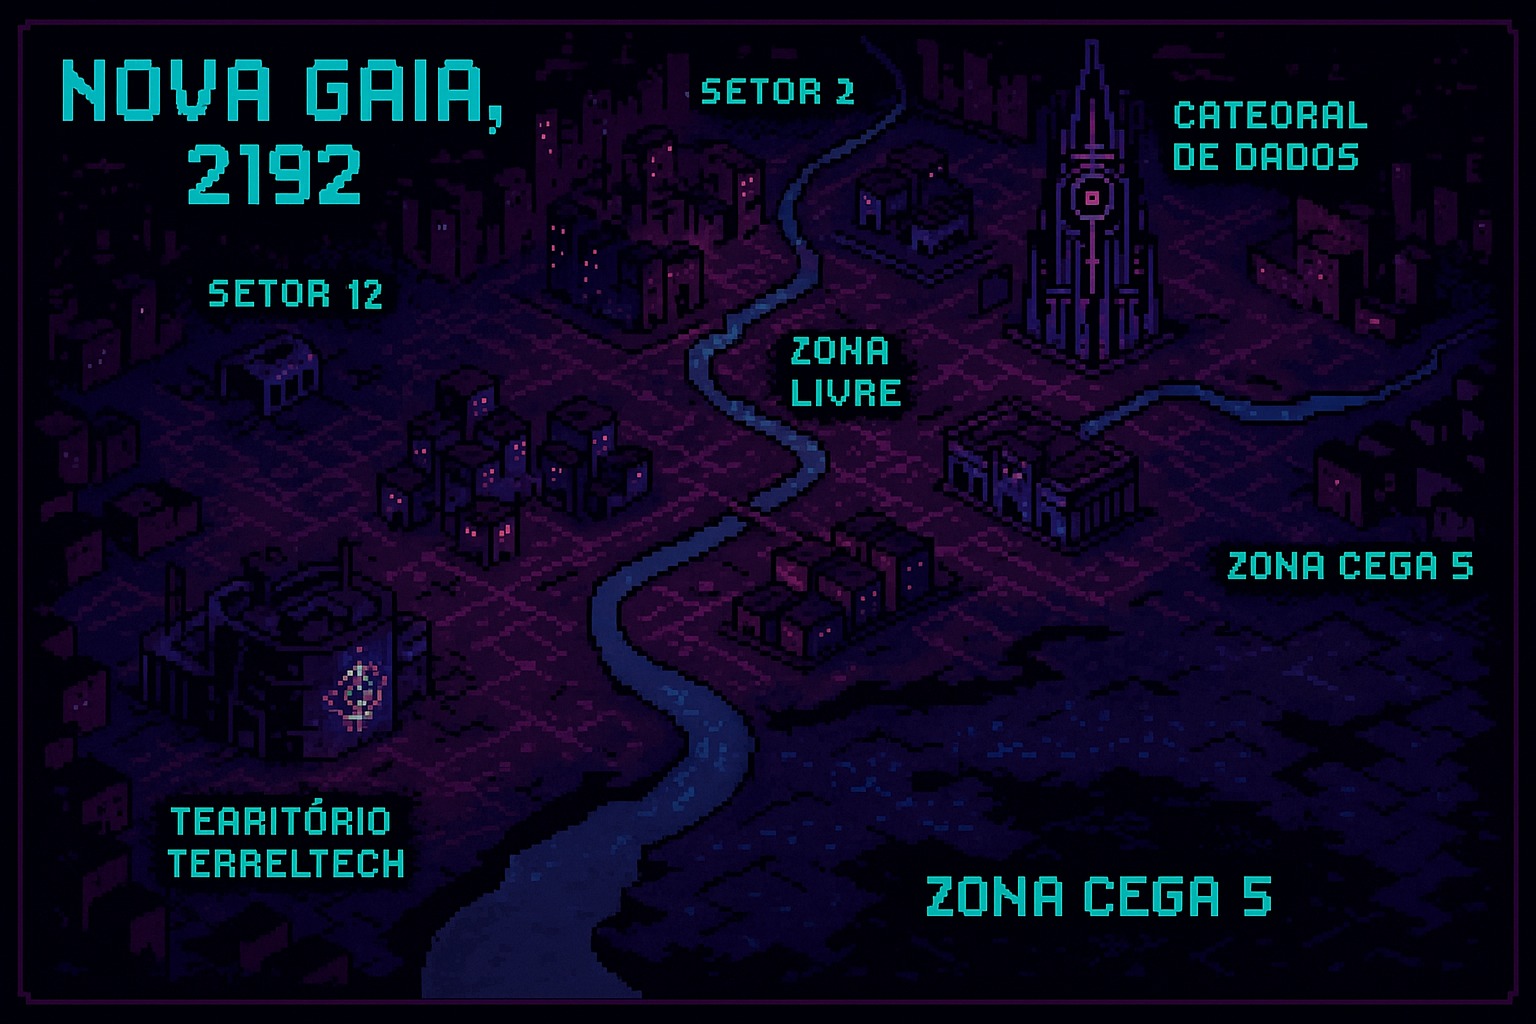 NOVA GAIA,
2192
SETOR 2
CATEORAL
DE DADOS
SETOR 12
ZONA
LIVRE
ZONA CEGA 5
TEARITÓRIO
TERRELTECH
ZONA CEGA 5